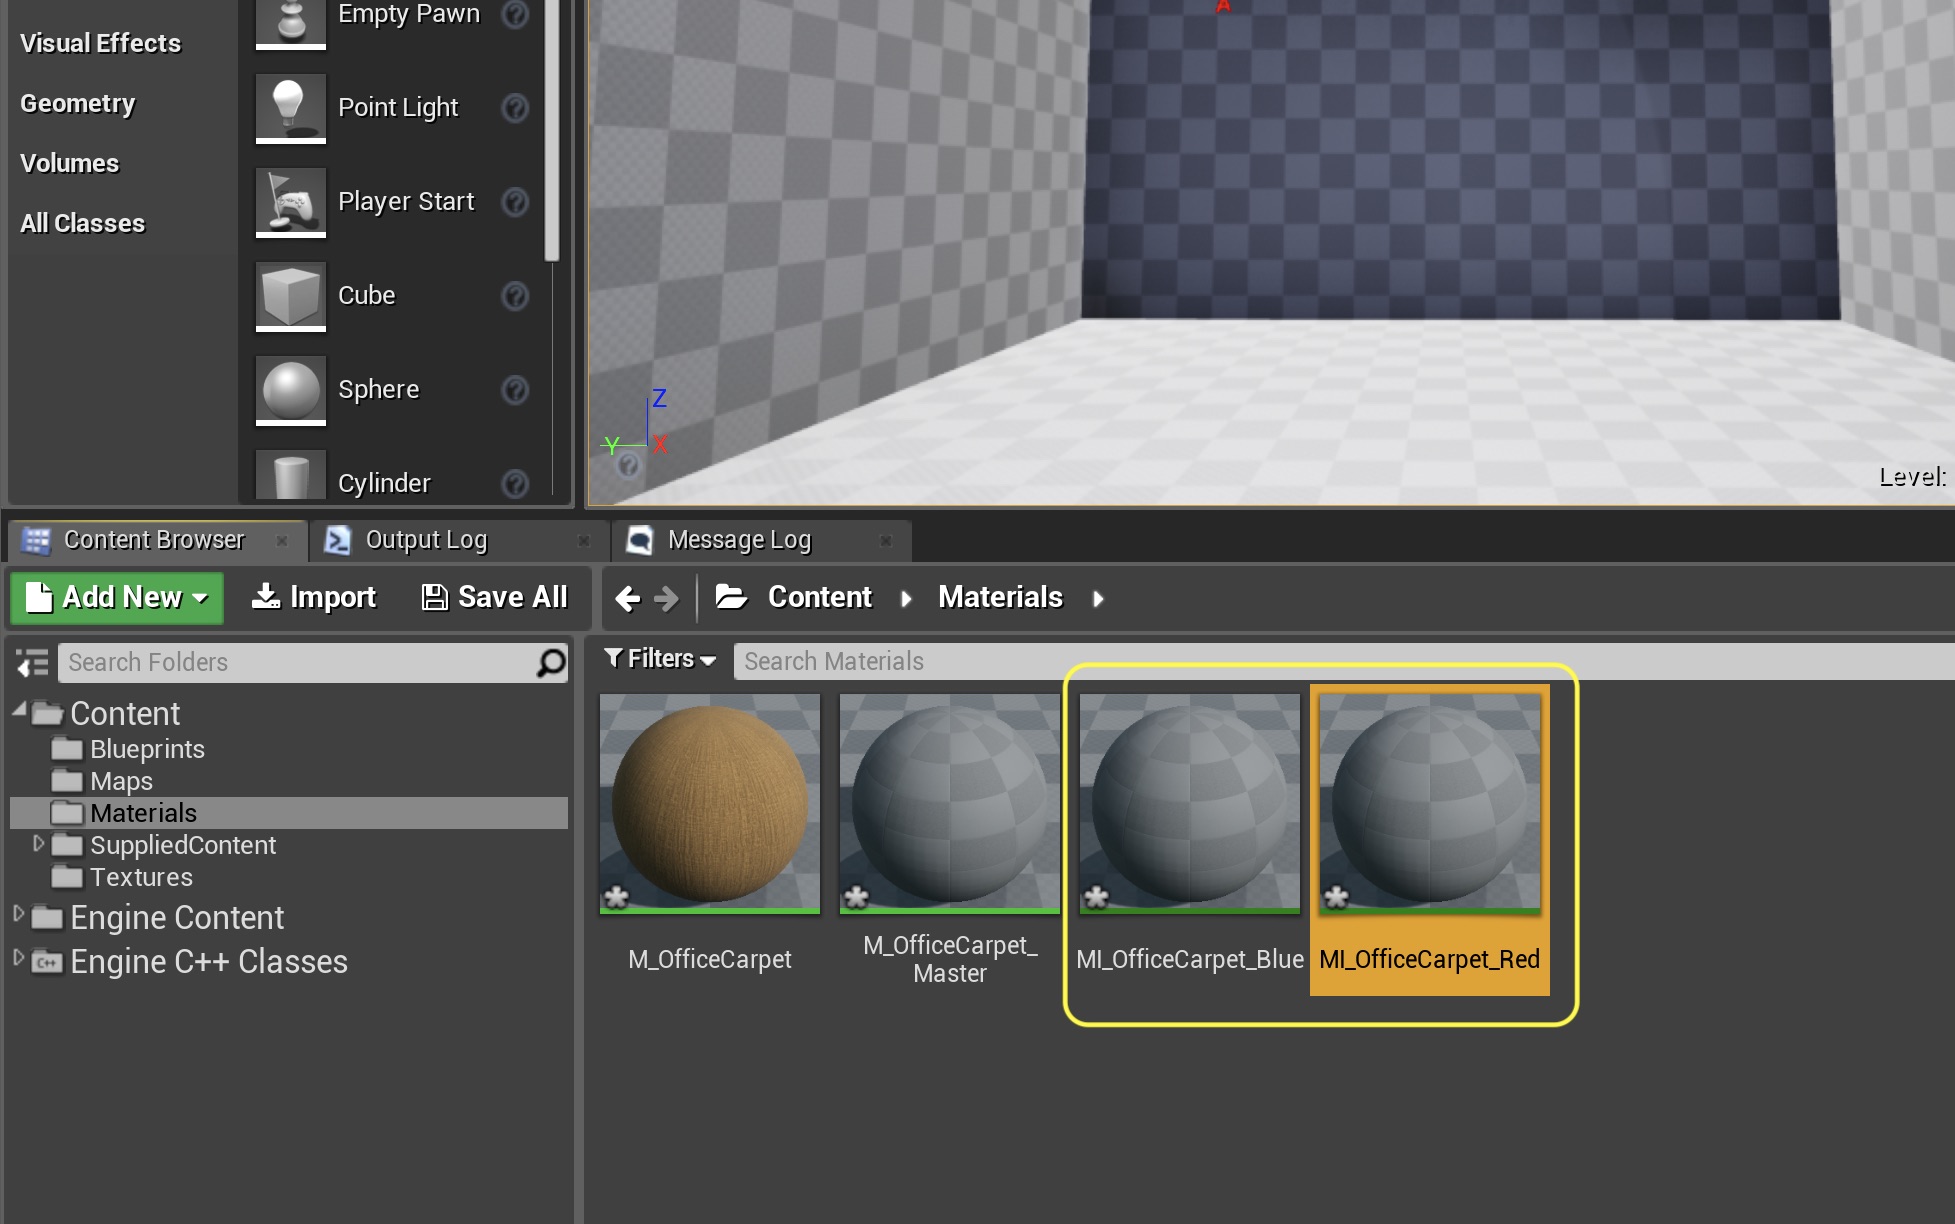 Visual Effects
Geometry
Volumes
All Classes
Empty Pawn
Point Light
Player Start
Cube
Sphere
Cylinder
A
Z
Y
X
Level:
Content Browser
Output Log
Message Log
Add New
Import
Save All
Content
Materials
Search Folders
Filters
Search Materials
Content
Blueprints
Maps
Materials
SuppliedContent
Textures
Engine Content
C++
Engine C++ Classes
M_OfficeCarpet
M_OfficeCarpet_
Master
MI_OfficeCarpet_Blue
MI_OfficeCarpet_Red